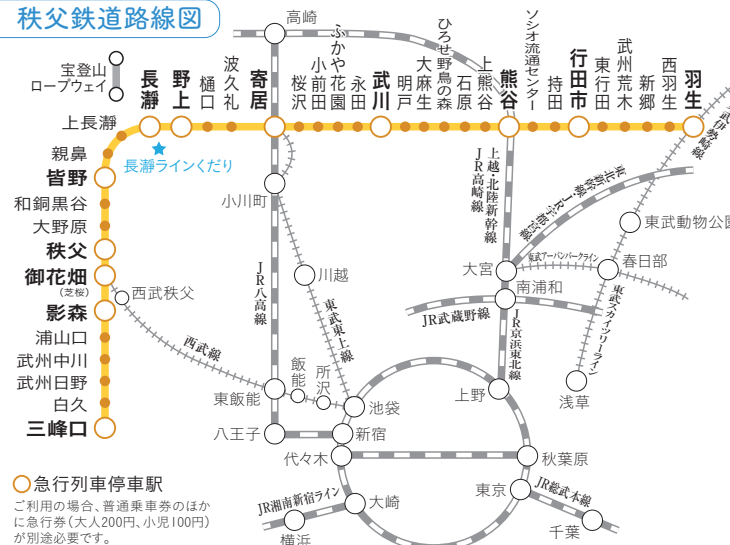 秩父鉄道路線図
宝登山
ロープウェイ
長瀞
野上
樋口
波久礼
寄居
桜沢
小前田
ふかや花園
永田
武川
明戸
大麻生
ひろせ野鳥の森
石原
上熊谷
熊谷
ソシオ流通センター
持田
行田市
東行田
武州荒木
新郷
西羽生
羽生
高崎
上長瀞
長瀞ラインくだり
親鼻
皆野
和銅黒谷
大野原
秩父
御花畑
(芝桜)
影森
浦山口
武州中川
武州日野
白久
三峰口
西武秩父
西武線
小川町
JR八高線
川越
東武東上線
東飯能
飯能
所沢
池袋
八王子
新宿
代々木
上越・北陸新幹線
JR高崎線
東北新幹線
JR宇都宮線
東武伊勢崎線
東武動物公園
大宮
東武アーバンパークライン
春日部
南浦和
JR武蔵野線
JR京浜東北線
東武スカイツリーライン
浅草
上野
秋葉原
東京
JR総武本線
千葉
大崎
JR湘南新宿ライン
横浜
急行列車停車駅
ご利用の場合、普通乗車券のほか
に急行券(大人200円、小児100円)
が別途必要です。